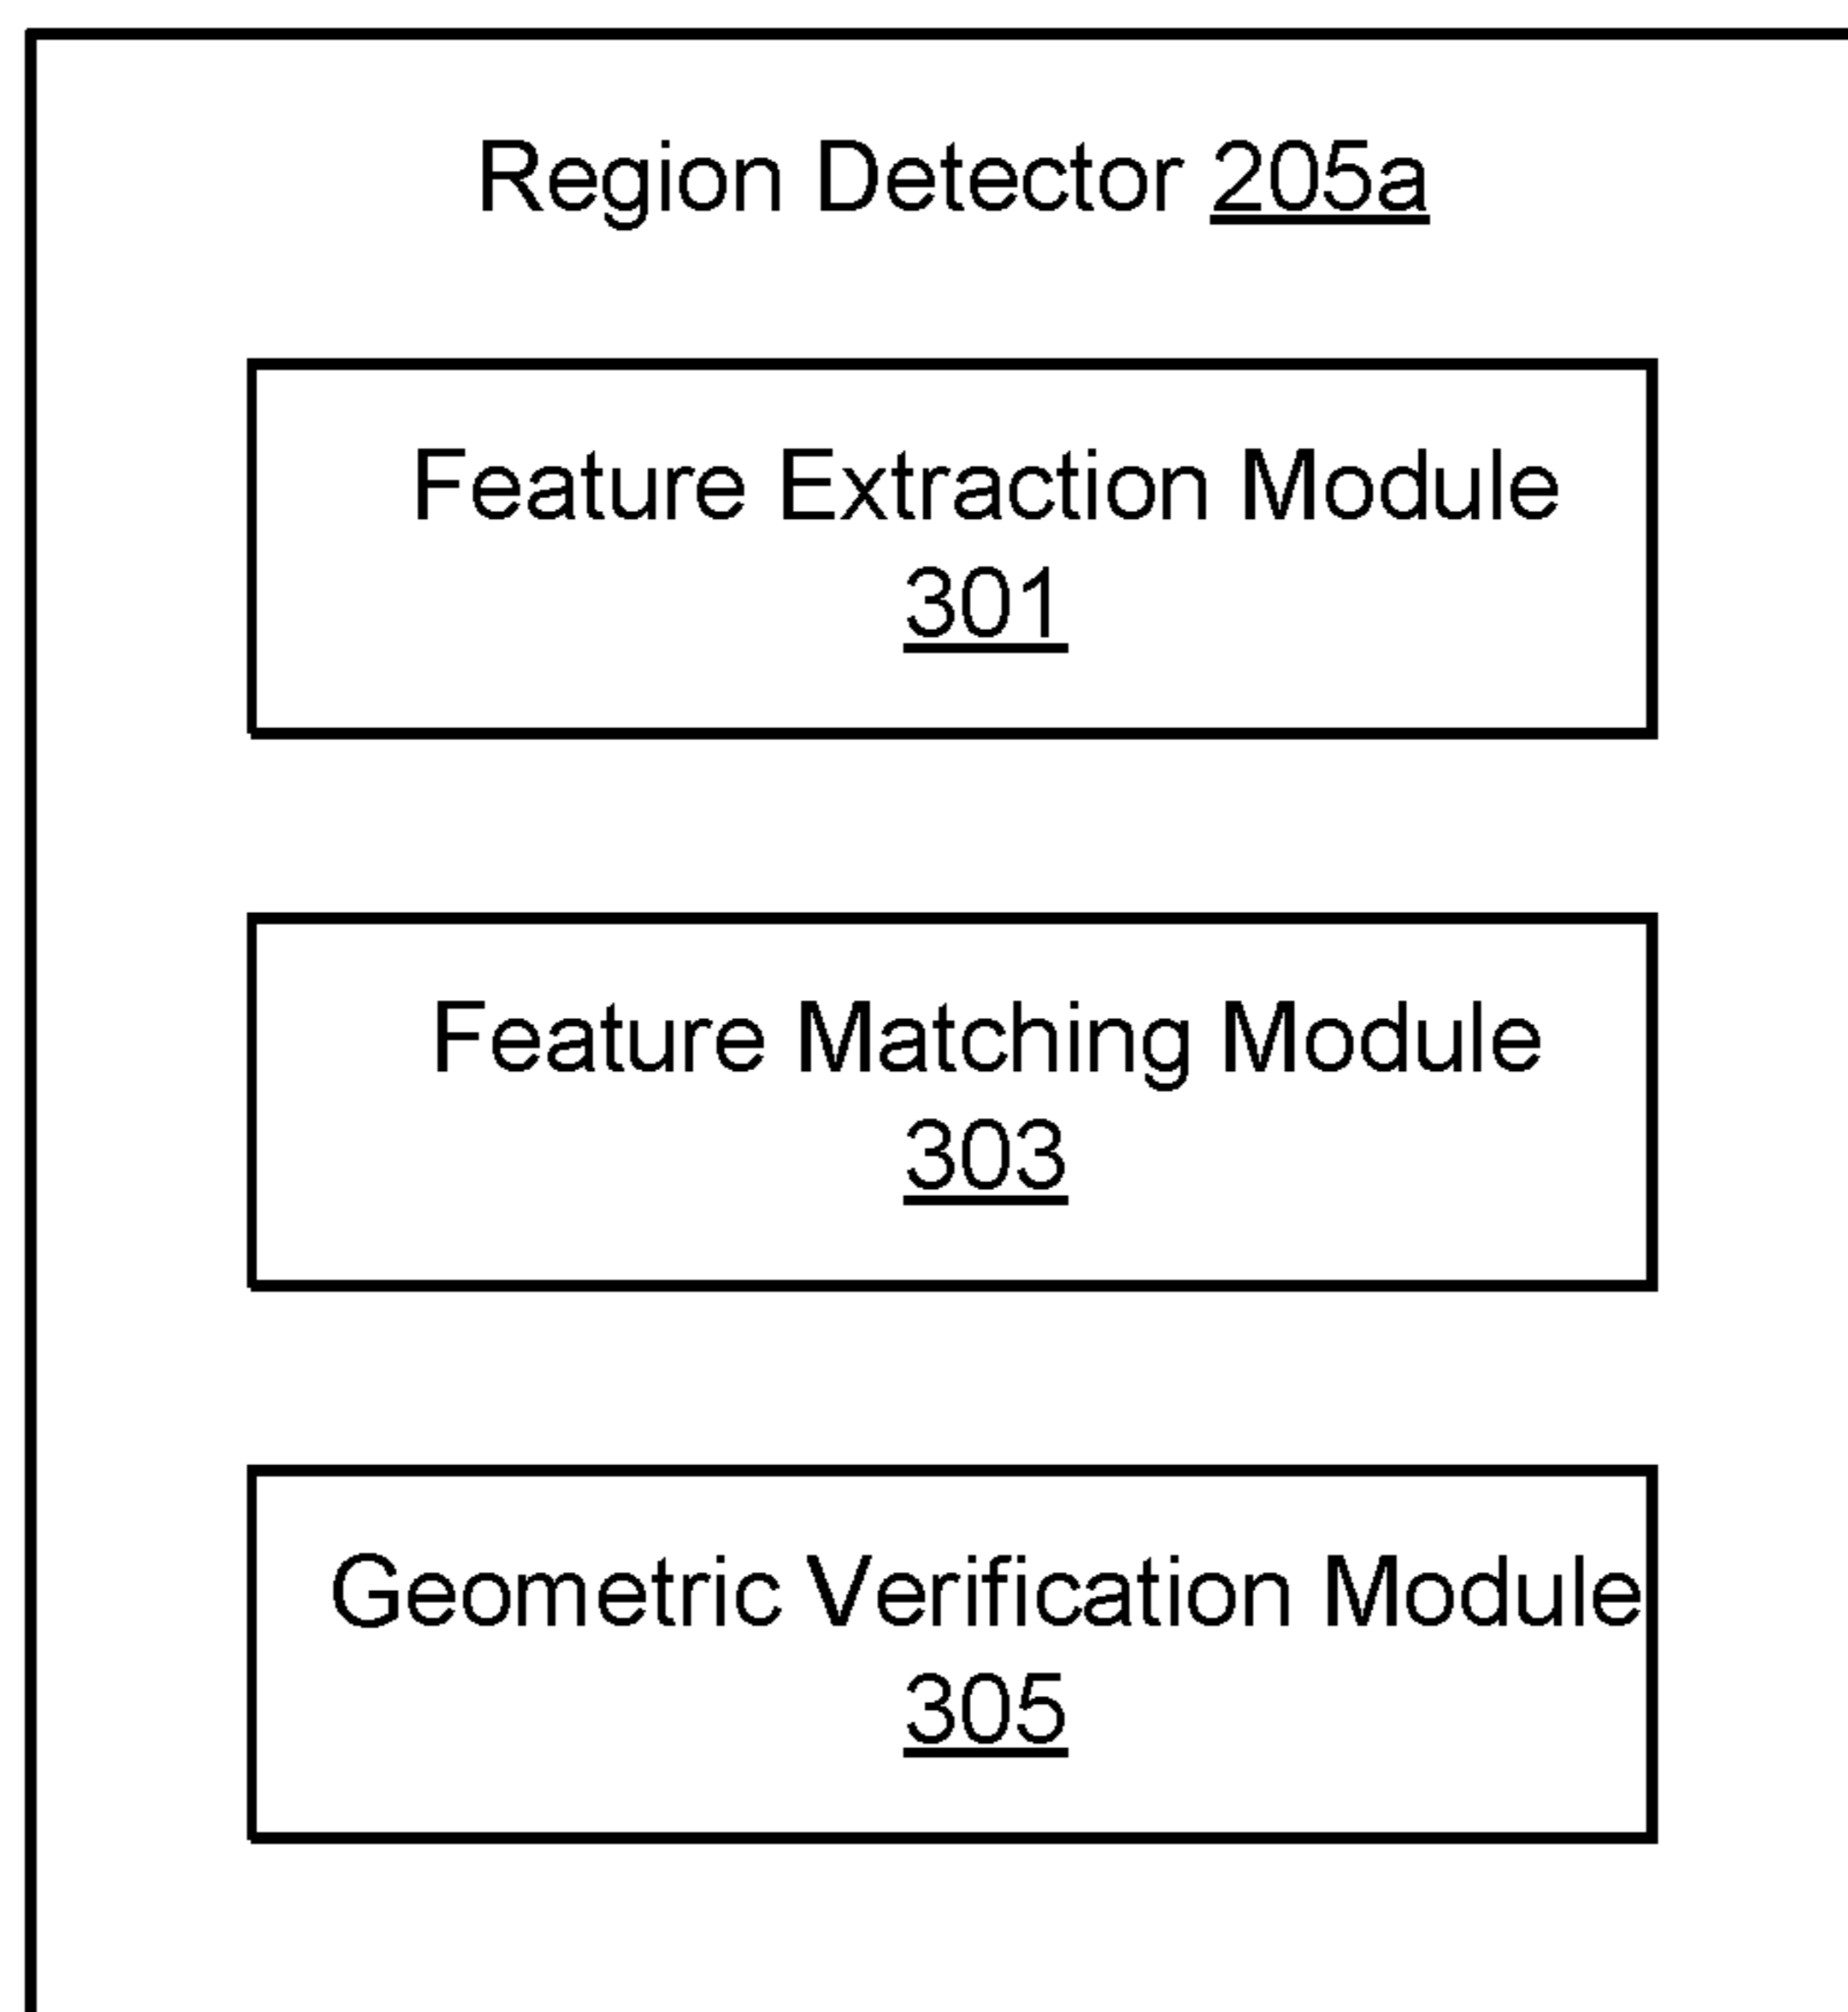 Region Detector 205a
Feature Extraction Module
301
Feature Matching Module
303
Geometric Verification Module
305